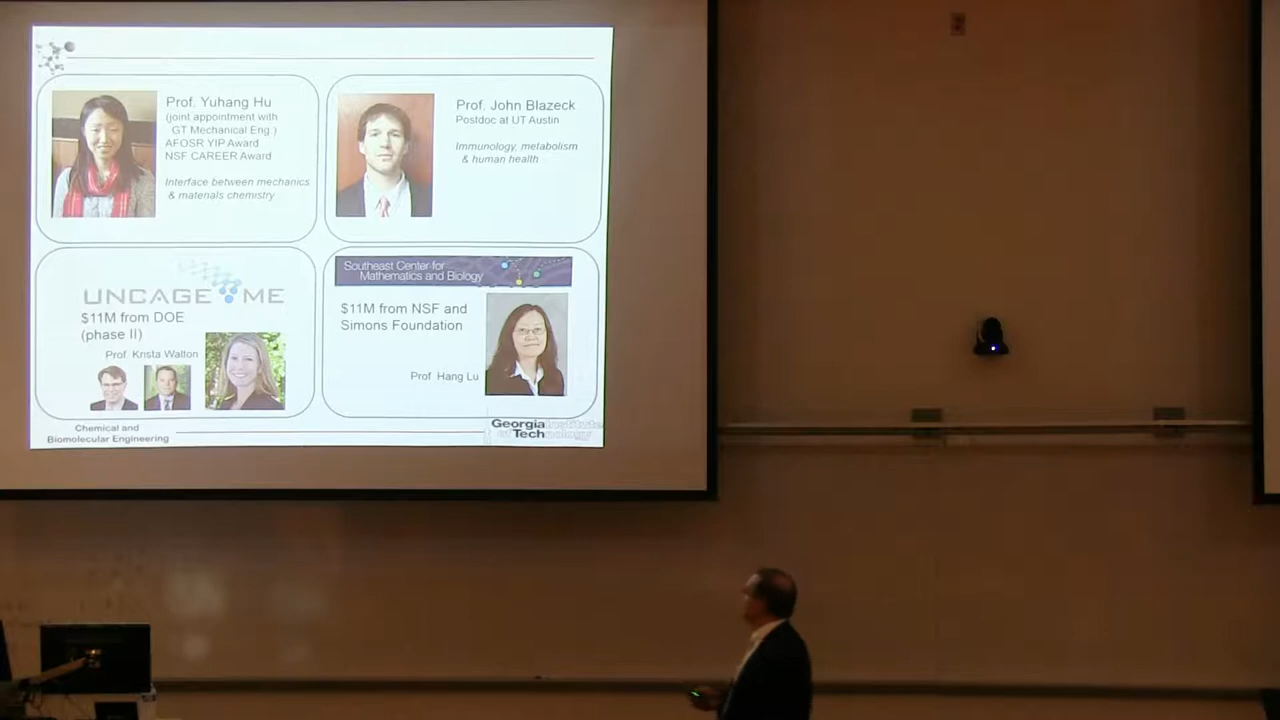 Prof. Yuhang Hu
(joint appointment with
GT Mechanical Eng.)
AFOSR YIP Award
NSF CAREER Award
Interface between mechanics
& materials chemistry
Prof. John Blazeck
Postdoc at UT Austin
Immunology, metabolism
& human health
UNCAGE ME
$11M from DOE
(phase II)
Prof. Krista Walton
Southeast Center for
Mathematics and Biology
$11M from NSF and
Simons Foundation
Prof Hang Lu
Chemical and
Biomolecular Engineering
Georgia Institute
of Technology